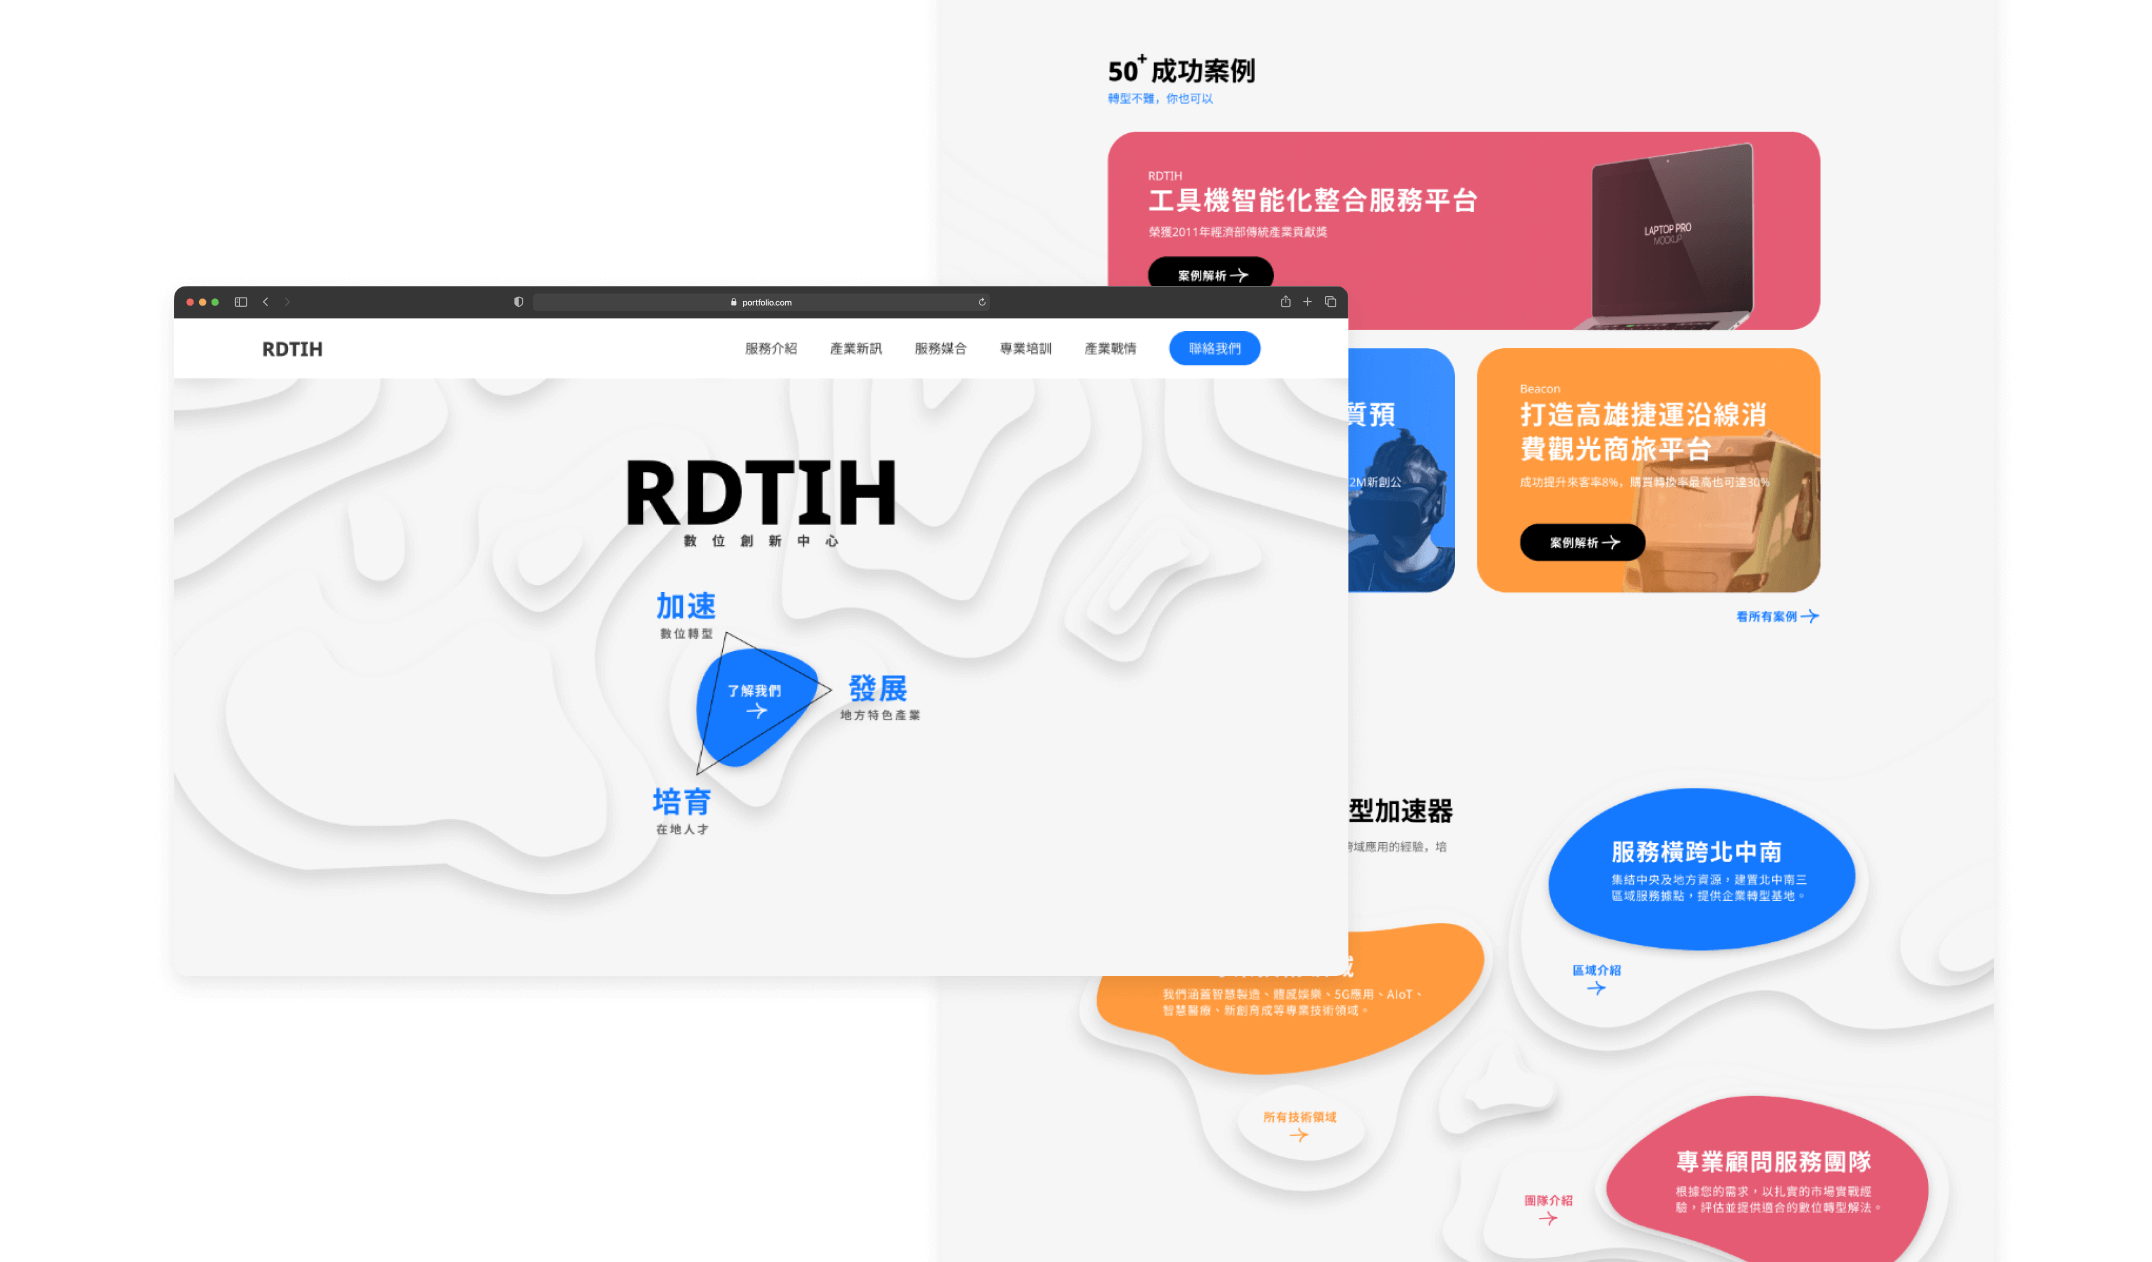 50+ 成功案例
轉型不難，你也可以
RDTIH
工具機智能化整合服務平台
榮獲2011年經濟部傳統產業貢獻獎
案例解析
LAPTOP PRO
MOCKUP
portfolio.com
RDTIH
服務介紹
產業新訊
服務媒合
專業培訓
產業戰情
聯絡我們
RDTIH
數位創新中心
加速
數位轉型
了解我們
發展
地方特色產業
培育
在地人才
質預
2M新創公
Beacon
打造高雄捷運沿線消
費觀光商旅平台
成功提升來客率8%，購買轉換率最高也可達30%
案例解析
看所有案例
型加速器
域應用的經驗，培
服務橫跨北中南
集結中央及地方資源，建置北中南三
區域服務據點，提供企業轉型基地。
區域介紹
我們涵蓋智慧製造、體感娛樂、5G應用、AIoT、
智慧醫療、新創育成等專業技術領域。
所有技術領域
專業顧問服務團隊
根據您的需求，以扎實的市場實戰經
驗，評估並提供適合的數位轉型解法。
團隊介紹